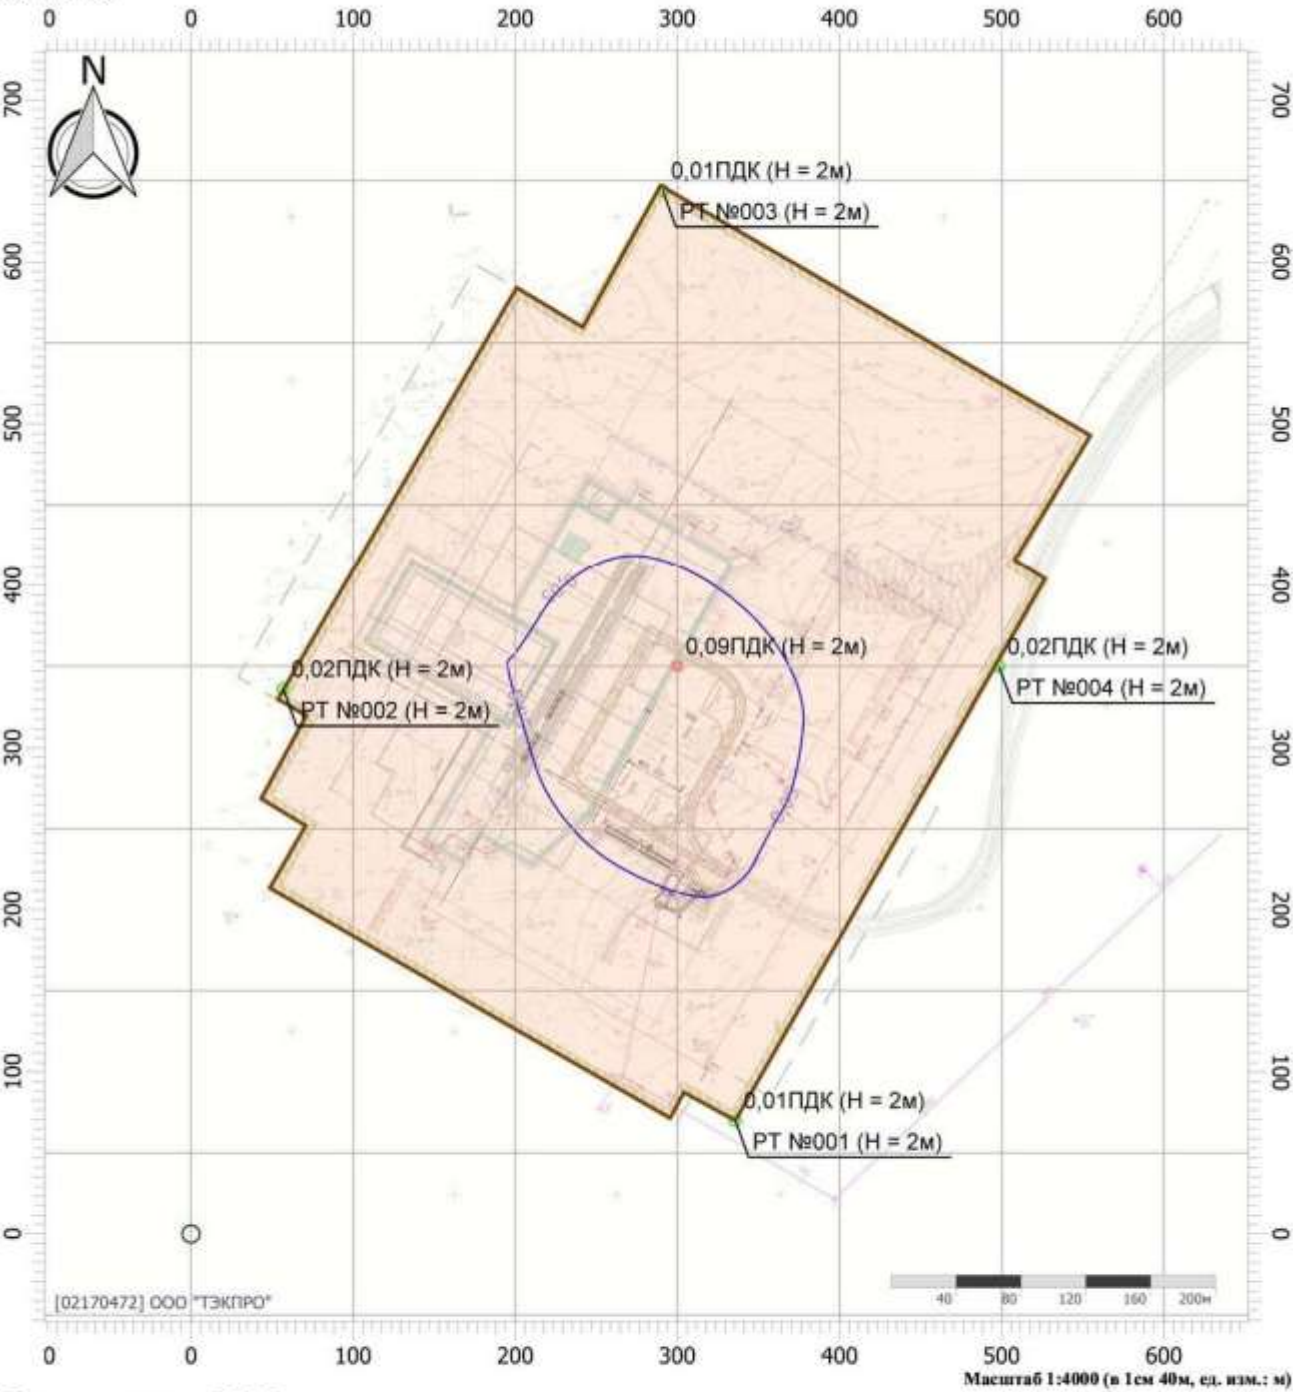 0 0 100 200 300 400 500 600
N
700 700
0,01ПДК (Н = 2м)
РТ №003 (Н = 2м)
600 600
500 500
400 400
0,09ПДК (Н = 2м)
0,02ПДК (Н = 2м)
0,02ПДК (Н = 2м)
РТ №004 (Н = 2м)
РТ №002 (Н = 2м)
300 300
200 200
100 100
0,01ПДК (Н = 2м)
РТ №001 (Н = 2м)
0 0
[02170472] ООО "ТЭКПРО"
40 80 120 160 200м
0 0 100 200 300 400 500 600
Масштаб 1:4000 (в 1см 40м, ед. изм.: м)